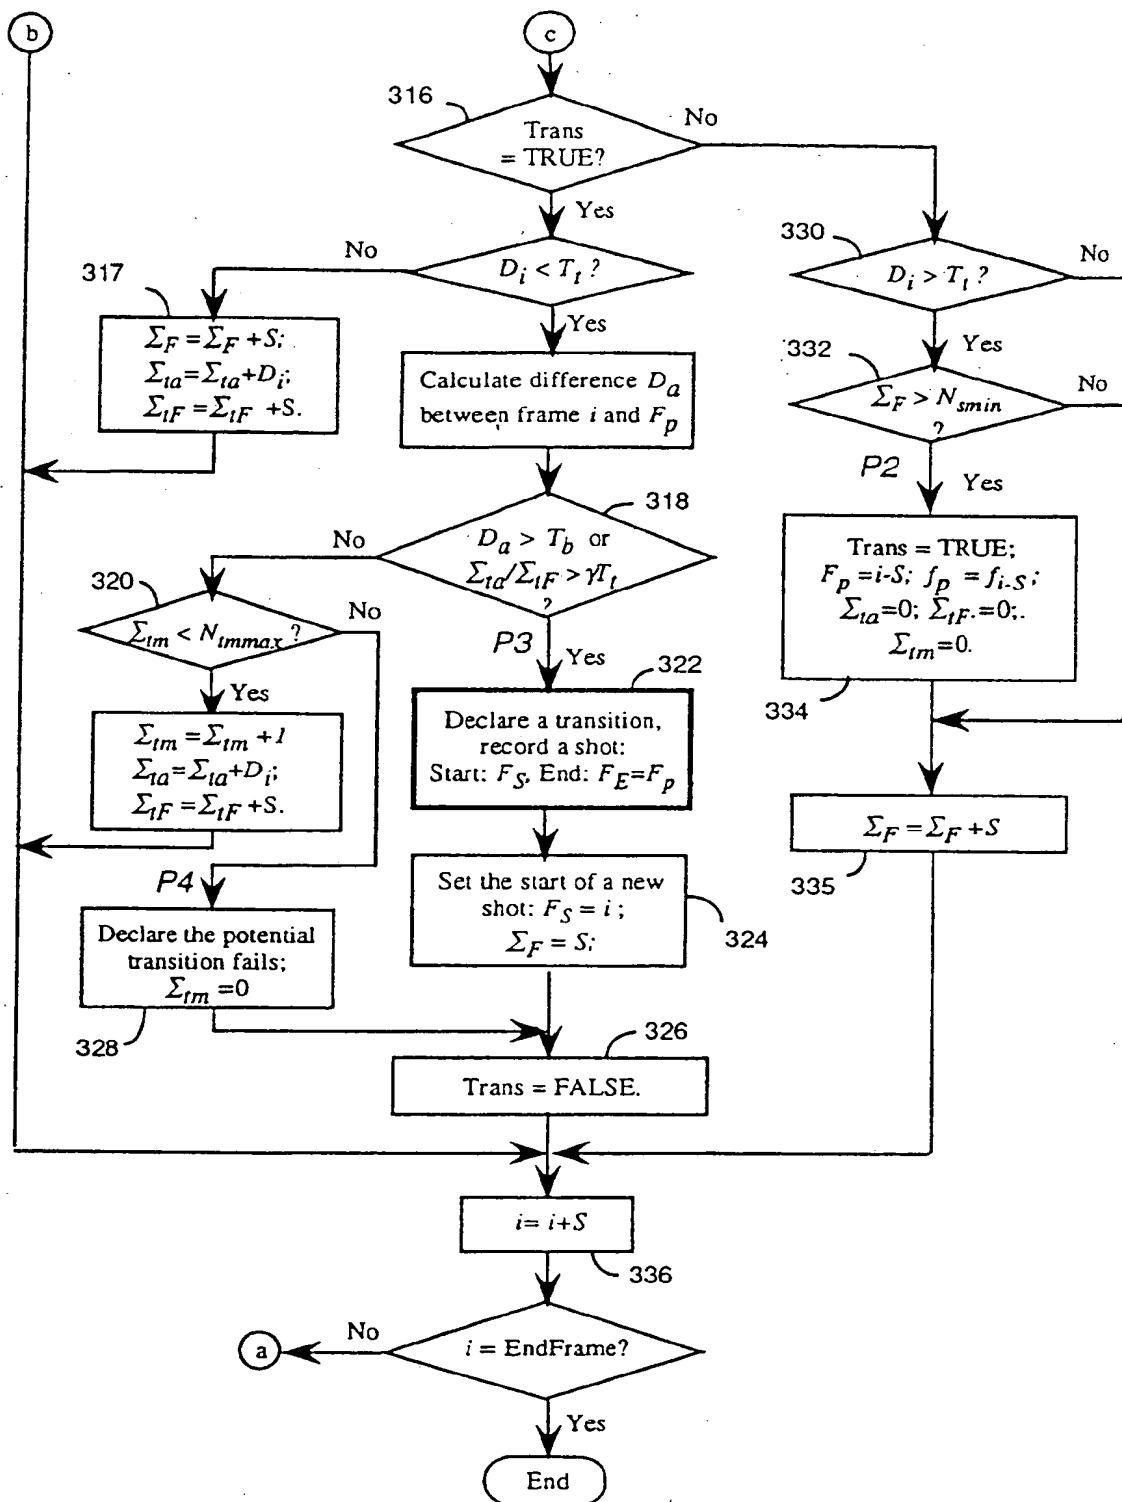 b
c
316
Trans
= TRUE?
No
Yes
330
D_i > T_t ?
No
No
D_i < T_t ?
317
Σ_F = Σ_F + S;
Σ_ta = Σ_ta + D_i;
Σ_tF = Σ_tF + S.
Yes
Calculate difference D_a
between frame i and F_p
Yes
332
Σ_F > N_smin
?
No
P2
Yes
318
D_a > T_b or
Σ_ta/Σ_tF > γT_t
?
No
Trans = TRUE;
F_p = i-S; f_p = f_i-S;
Σ_ta=0; Σ_tF.=0;.
Σ_tm=0.
334
320
Σ_tm < N_tmmax ?
No
Yes
P3
Yes
322
Declare a transition,
record a shot:
Start: F_S, End: F_E=F_p
Σ_tm = Σ_tm + 1
Σ_ta = Σ_ta + D_i;
Σ_tF = Σ_tF + S.
Σ_F = Σ_F + S
335
P4
Set the start of a new
shot: F_S = i ;
Σ_F = S;
324
Declare the potential
transition fails;
Σ_tm = 0
328
326
Trans = FALSE.
i = i+S
336
i = EndFrame?
No
a
Yes
End